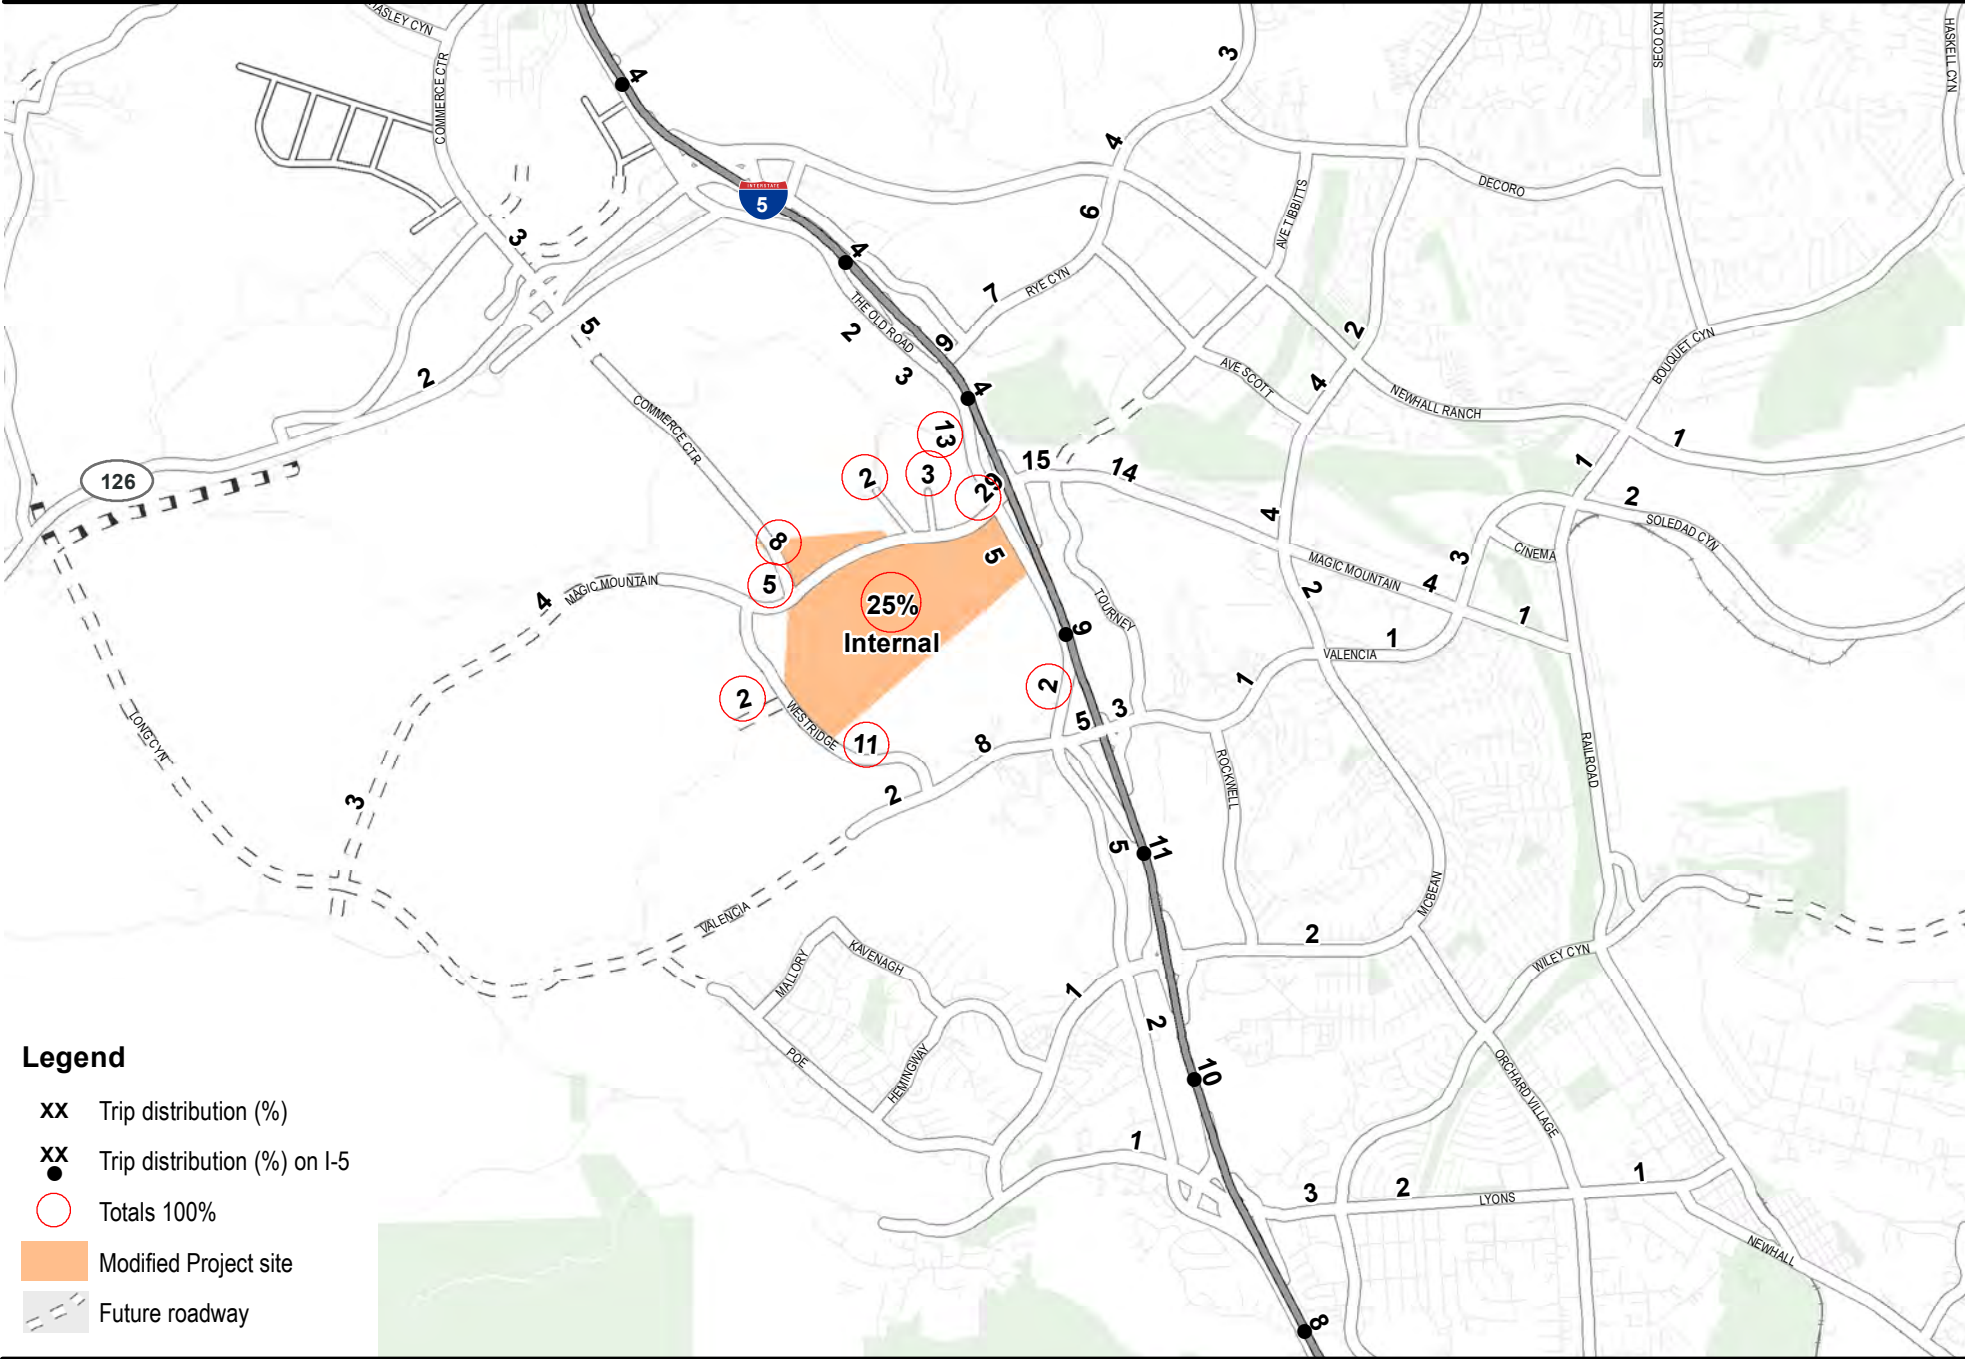 HASLEY CYN
COMMERCE CTR
SECO CYN
HASKELL CYN
3
4
4
INTERSTATE
5
DECORO
AVE TIBBITTS
6
3
4
7
RYE CYN
THE OLD ROAD
2
3
9
4
5
2
2
4
AVE SCOTT
NEWHALL RANCH
BOUQUET CYN
COMMERCE CTR
13
2
3
29
15
14
1
1
2
SOLEDAD CYN
126
8
5
5
4
CINEMA
3
MAGIC MOUNTAIN
4
1
4
MAGIC MOUNTAIN
25%
Internal
TOURNEY
2
9
1
VALENCIA
2
2
1
WESTRIDGE
11
5
3
8
LONG CYN
ROCKWELL
RAILROAD
3
2
5
11
MCBEAN
VALENCIA
2
MALLORY
KAVENAGH
WILEY CYN
1
2
POE
HEMINGWAY
10
ORCHARD VILLAGE
1
3
2
LYONS
1
NEWHALL
8
Legend
XX Trip distribution (%)
XX Trip distribution (%) on I-5
Totals 100%
Modified Project site
Future roadway